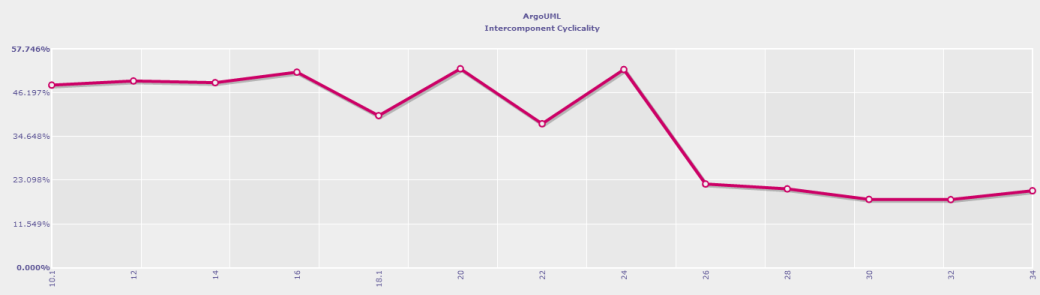 ArgoUML
Intercomponent Cyclicality
57.746%
46.197%
34.648%
23.098%
11.549%
0.000%
10.1 12 14 16 18.1 20 22 24 26 28 30 32 34